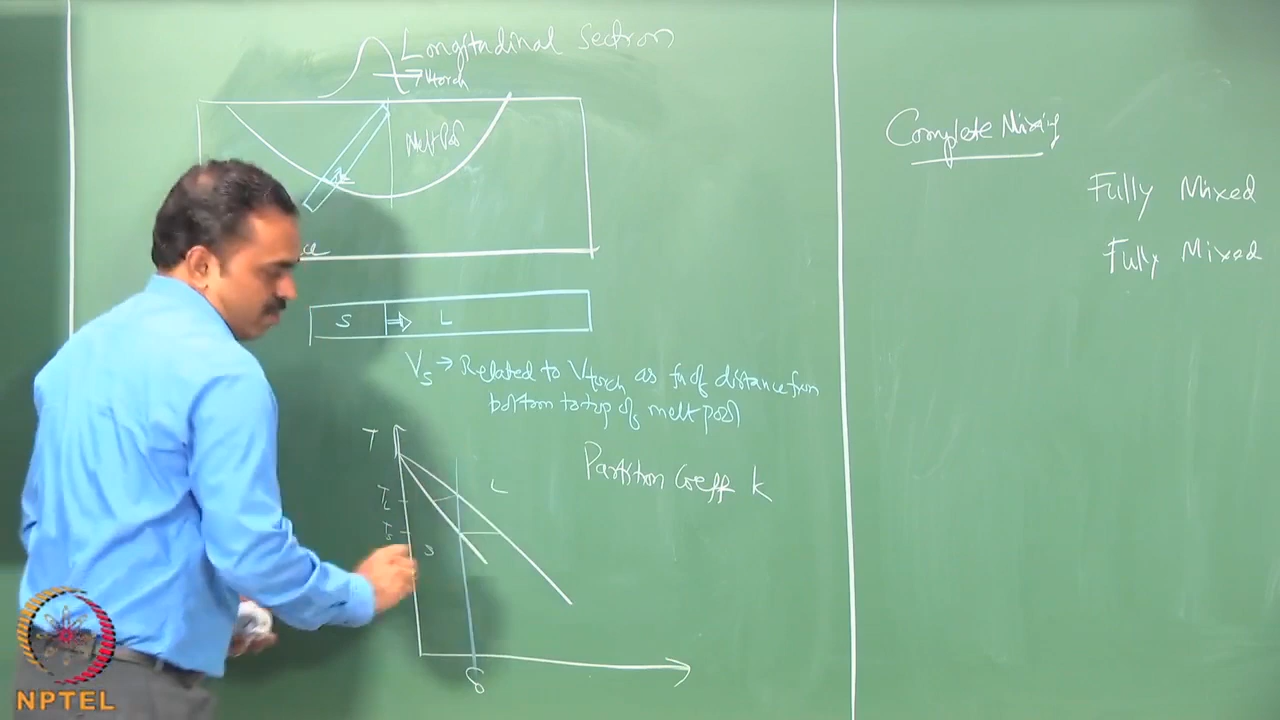 Longitudinal Section
Vtorch
Melt Pool
S L
Vs → Related to Vtorch as fn of distance from
bottom to top of melt pool
T
Partition Coeff k
L
TL
Ts
S
Complete Mixing
Fully Mixed
Fully Mixed
NPTEL